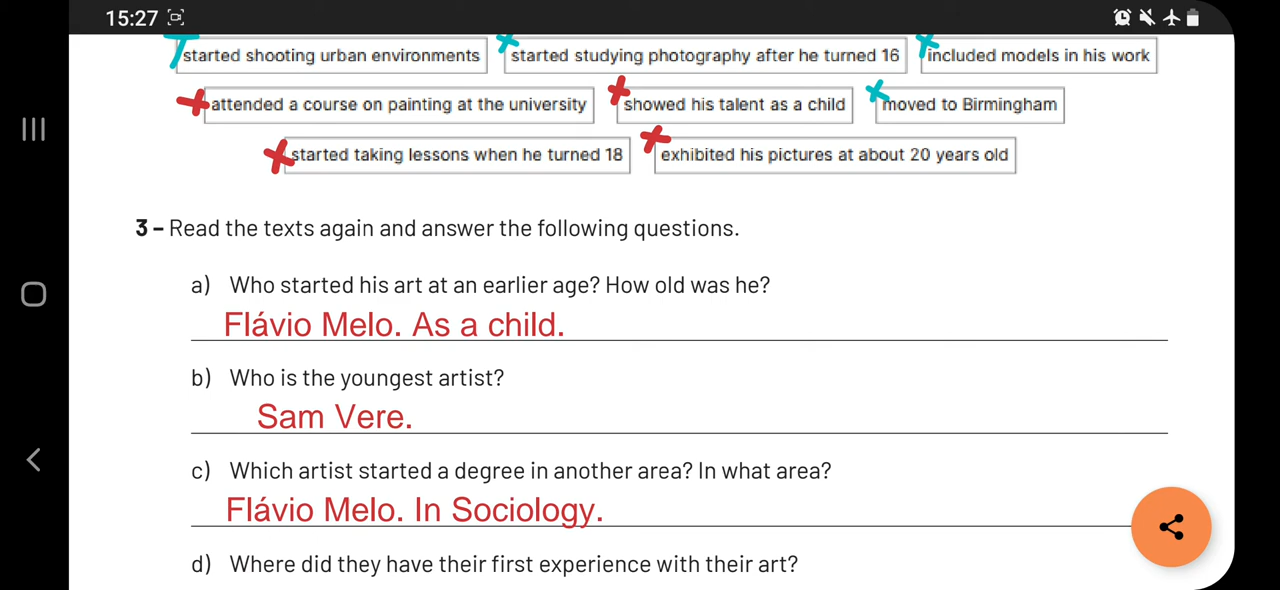 15:27
started shooting urban environments started studying photography after he turned 16 included models in his work
attended a course on painting at the university showed his talent as a child moved to Birmingham
started taking lessons when he turned 18 exhibited his pictures at about 20 years old
3 – Read the texts again and answer the following questions.
a) Who started his art at an earlier age? How old was he?
Flávio Melo. As a child.
b) Who is the youngest artist?
Sam Vere.
c) Which artist started a degree in another area? In what area?
Flávio Melo. In Sociology.
d) Where did they have their first experience with their art?